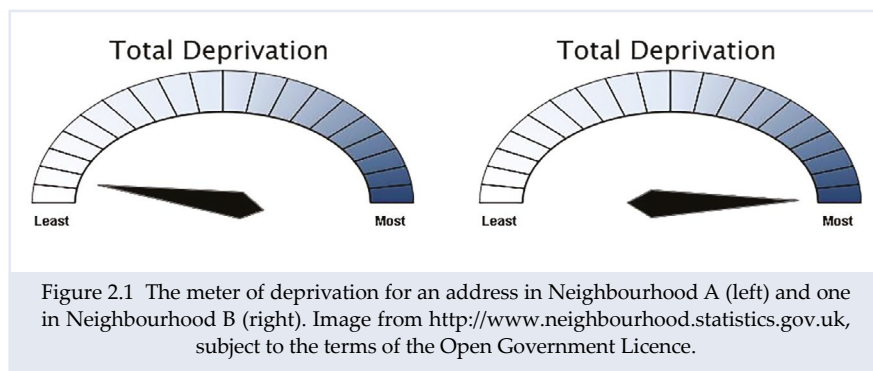 Total Deprivation
Least
Most
Total Deprivation
Least
Most
Figure 2.1 The meter of deprivation for an address in Neighbourhood A (left) and one
in Neighbourhood B (right). Image from http://www.neighbourhood.statistics.gov.uk,
subject to the terms of the Open Government Licence.